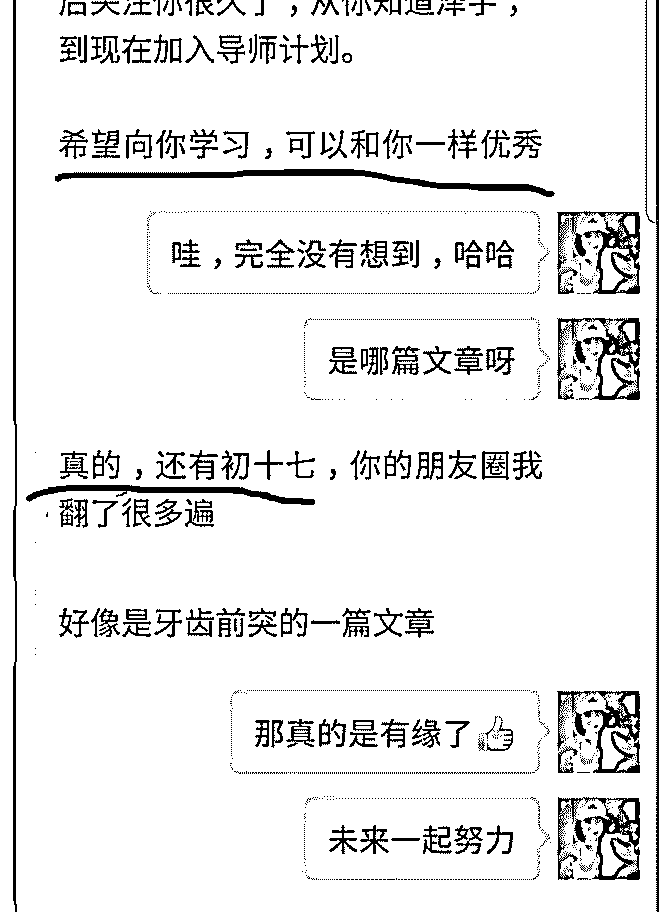 后关注你很久了，从你知道泽宇，
到现在加入导师计划。
希望向你学习，可以和你一样优秀
哇，完全没有想到，哈哈
是哪篇文章呀
真的，还有初十七，你的朋友圈我
翻了很多遍
好像是牙齿前突的一篇文章
那真的是有缘了👍
未来一起努力